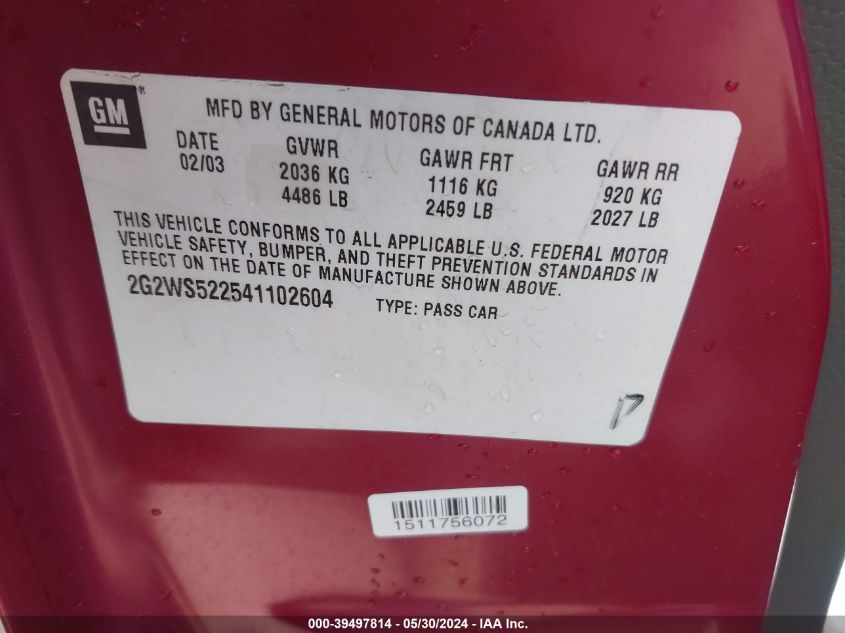 GM
MFD BY GENERAL MOTORS OF CANADA LTD.
DATE GVWR GAWR FRT GAWR RR
02/03 2036 KG 1116 KG 920 KG
4486 LB 2459 LB 2027 LB
THIS VEHICLE CONFORMS TO ALL APPLICABLE U.S. FEDERAL MOTOR
VEHICLE SAFETY, BUMPER, AND THEFT PREVENTION STANDARDS IN
EFFECT ON THE DATE OF MANUFACTURE SHOWN ABOVE.
2G2WS522541102604 TYPE: PASS CAR
1511756072
000-39497814 - 05/30/2024 - IAA Inc.